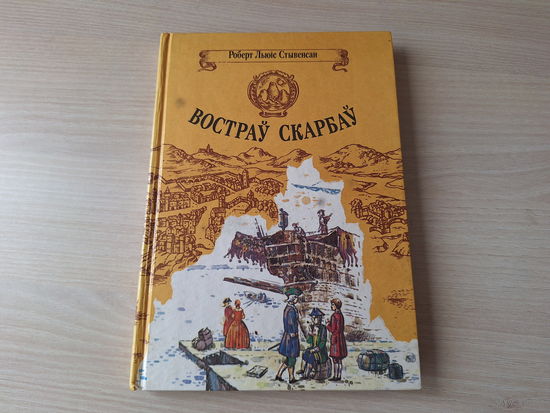 Роберт Льюіс Стывенсан
ВОСТРАЎ СКАРБАЎ